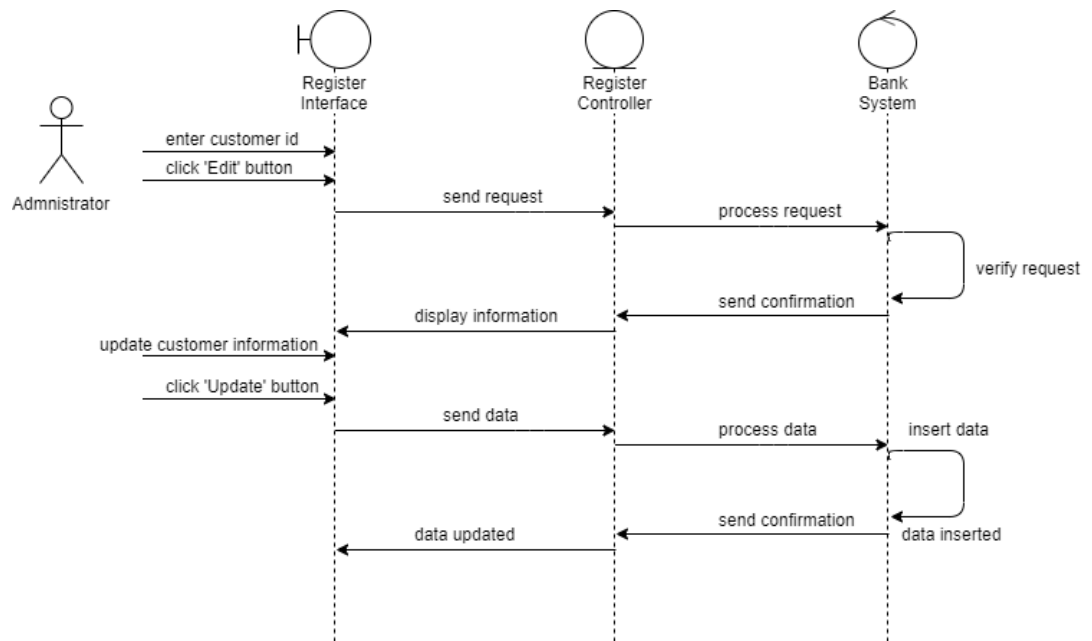 Register
Interface
Register
Controller
Bank
System
Admnistrator
enter customer id
click 'Edit' button
send request
process request
verify request
send confirmation
display information
update customer information
click 'Update' button
send data
process data
insert data
send confirmation
data inserted
data updated